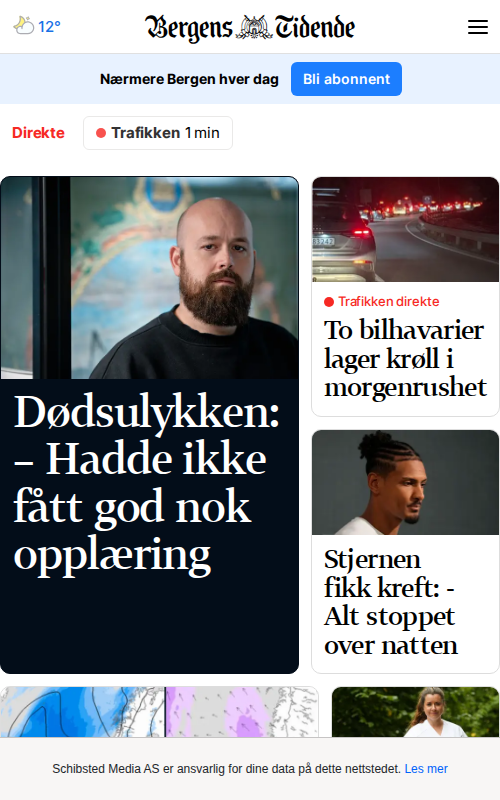 12°
Bergens Tidende
Nærmere Bergen hver dag
Bli abonnent
Direkte
Trafikken 1 min
Dødsulykken:
– Hadde ikke
fått god nok
opplæring
Trafikken direkte
To bilhavarier
lager krøll i
morgenrushet
Stjernen
fikk kreft: -
Alt stoppet
over natten
Schibsted Media AS er ansvarlig for dine data på dette nettstedet. Les mer